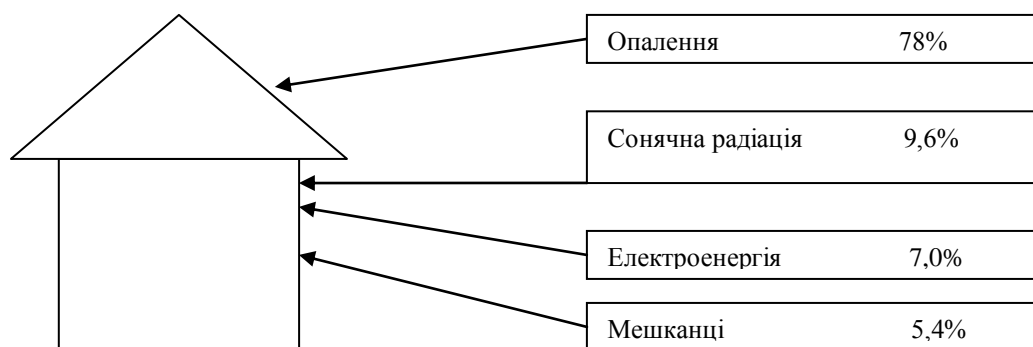 Опалення 78%
Сонячна радіація 9,6%
Електроенергія 7,0%
Мешканці 5,4%